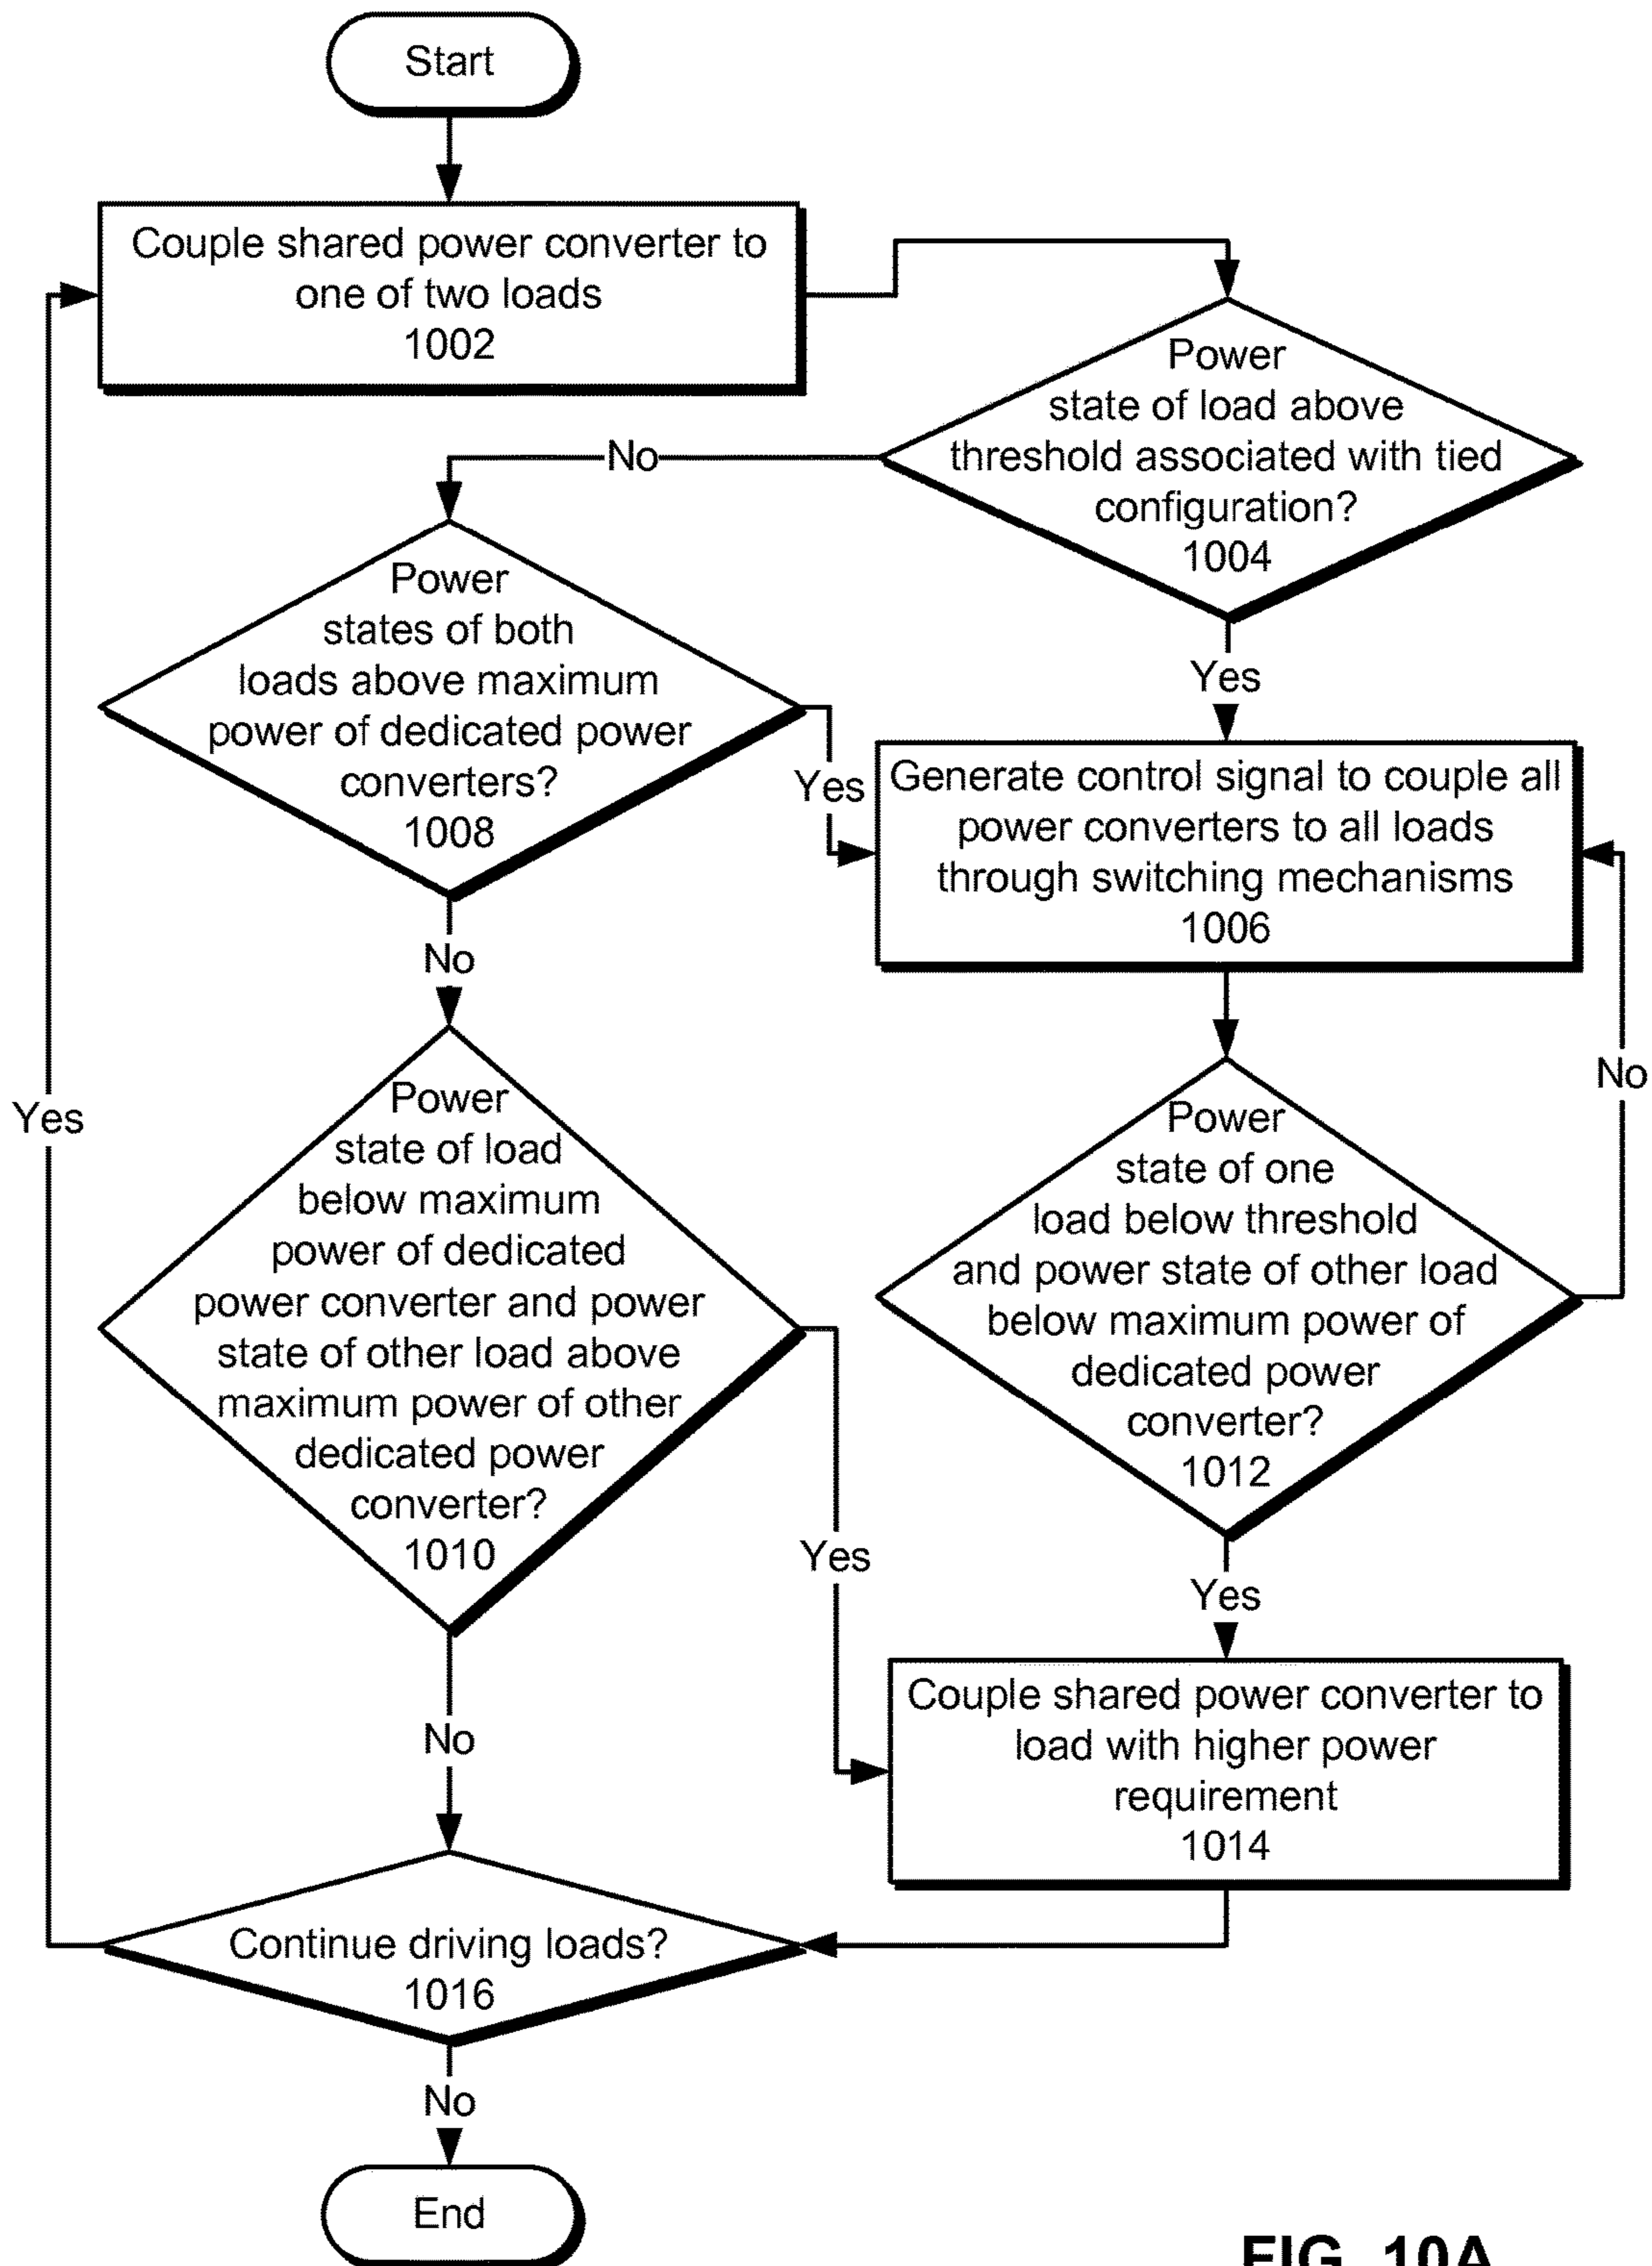 Start
Couple shared power converter to
one of two loads
1002
Power
state of load above
threshold associated with tied
configuration?
1004
No
Yes
Power
states of both
loads above maximum
power of dedicated power
converters?
1008
Yes
Generate control signal to couple all
power converters to all loads
through switching mechanisms
1006
No
No
Yes
Power
state of load
below maximum
power of dedicated
power converter and power
state of other load above
maximum power of other
dedicated power
converter?
1010
Power
state of one
load below threshold
and power state of other load
below maximum power of
dedicated power
converter?
1012
Yes
Yes
No
Couple shared power converter to
load with higher power
requirement
1014
Continue driving loads?
1016
No
End
FIG. 10A